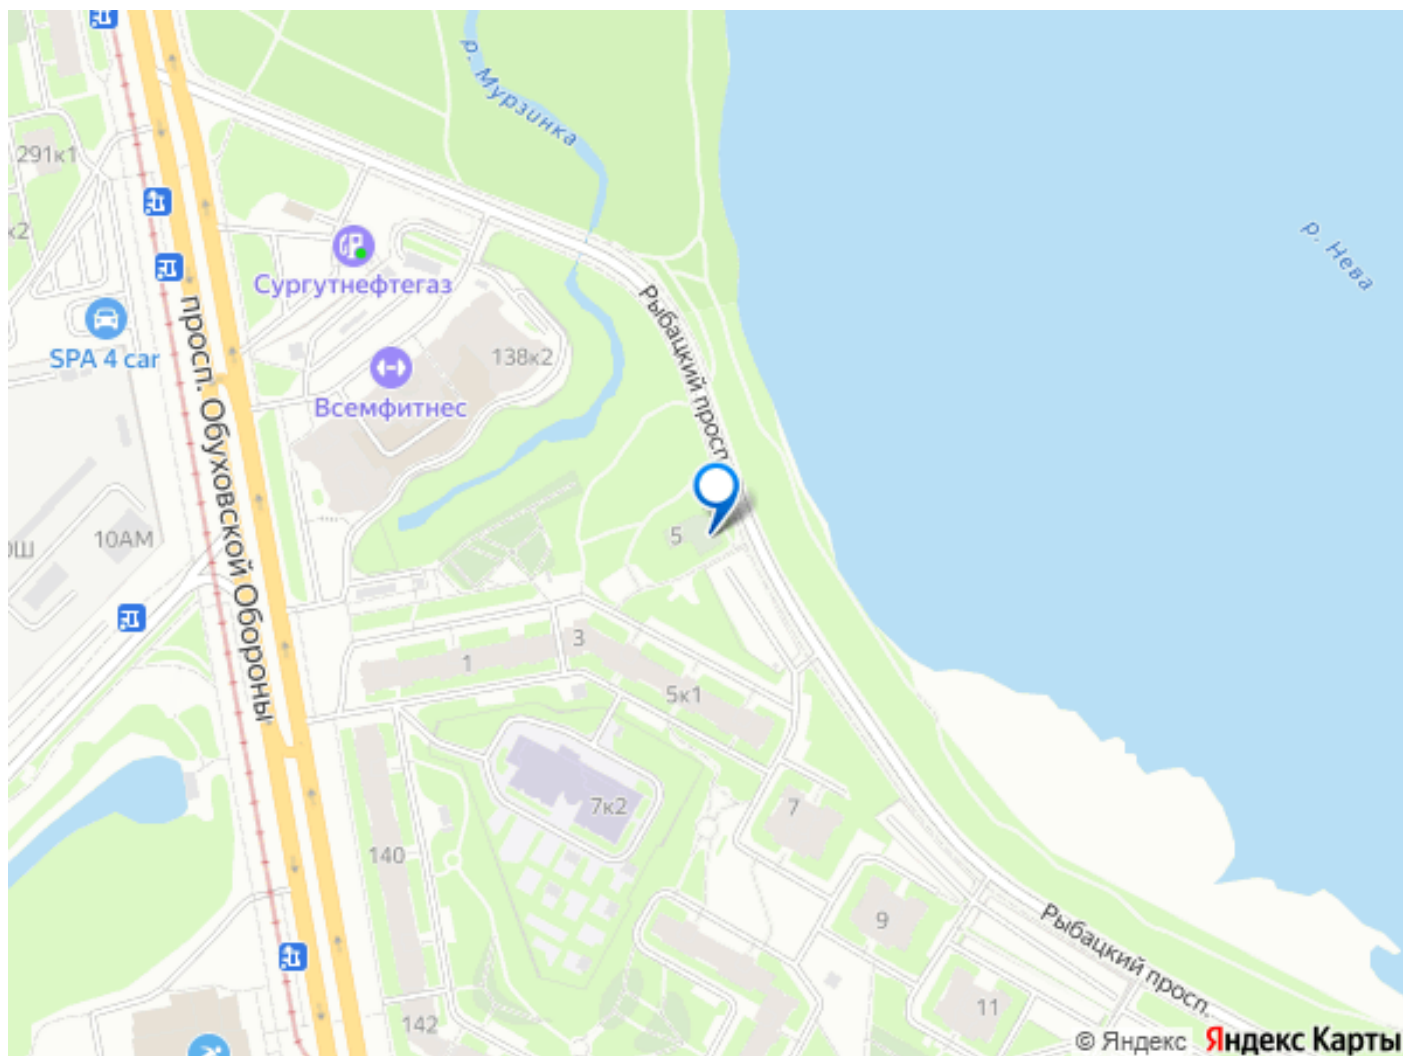 р. Мурзинка
291к1
к2
р. Нева
Сургутнефтегаз
Рыбацкий просп.
SPA 4 car
138к2
Всемфитнес
просп. Обуховской Обороны
10АМ
5
1
3
5к1
7к2
7
140
9
Рыбацкий просп.
11
142
© Яндекс Яндекс Карты